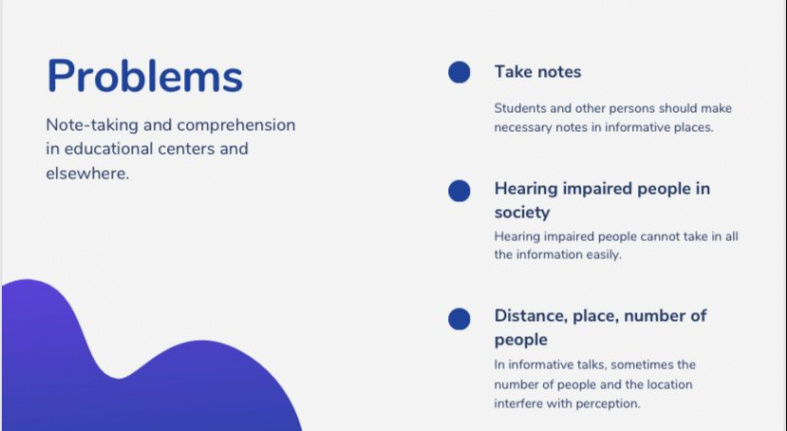 Problems
Note-taking and comprehension
in educational centers and
elsewhere.
Take notes
Students and other persons should make
necessary notes in informative places.
Hearing impaired people in
society
Hearing impaired people cannot take in all
the information easily.
Distance, place, number of
people
In informative talks, sometimes the
number of people and the location
interfere with perception.